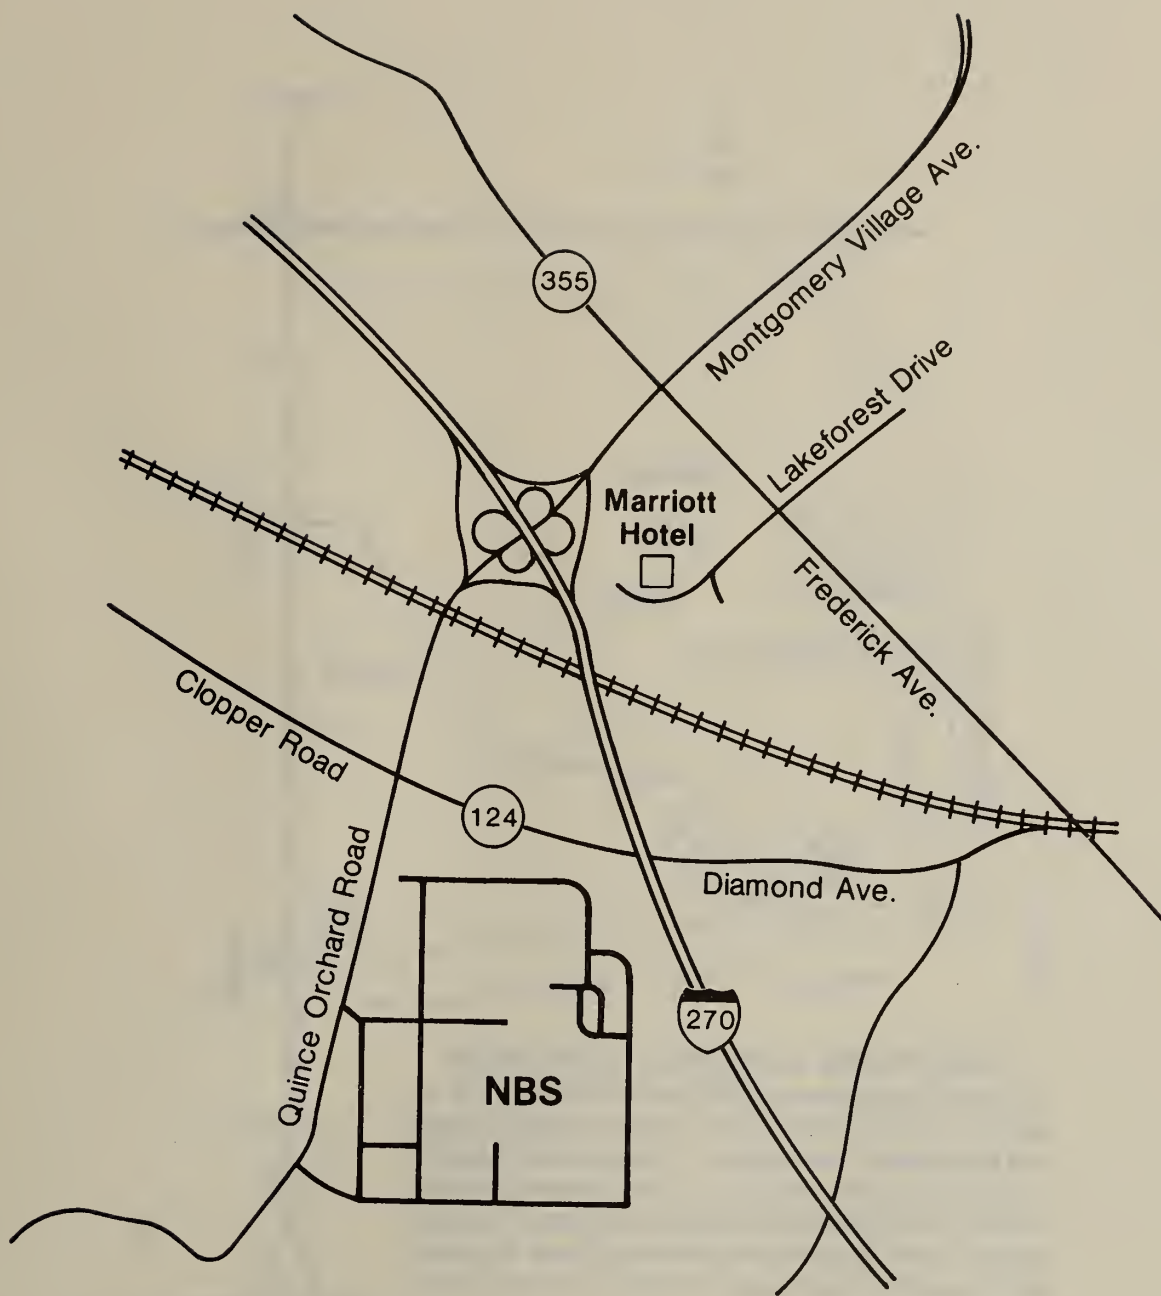 355
Montgomery Village Ave.
Lakeforest Drive
Marriott
Hotel
Frederick Ave.
Clopper Road
124
Diamond Ave.
Quince Orchard Road
270
NBS